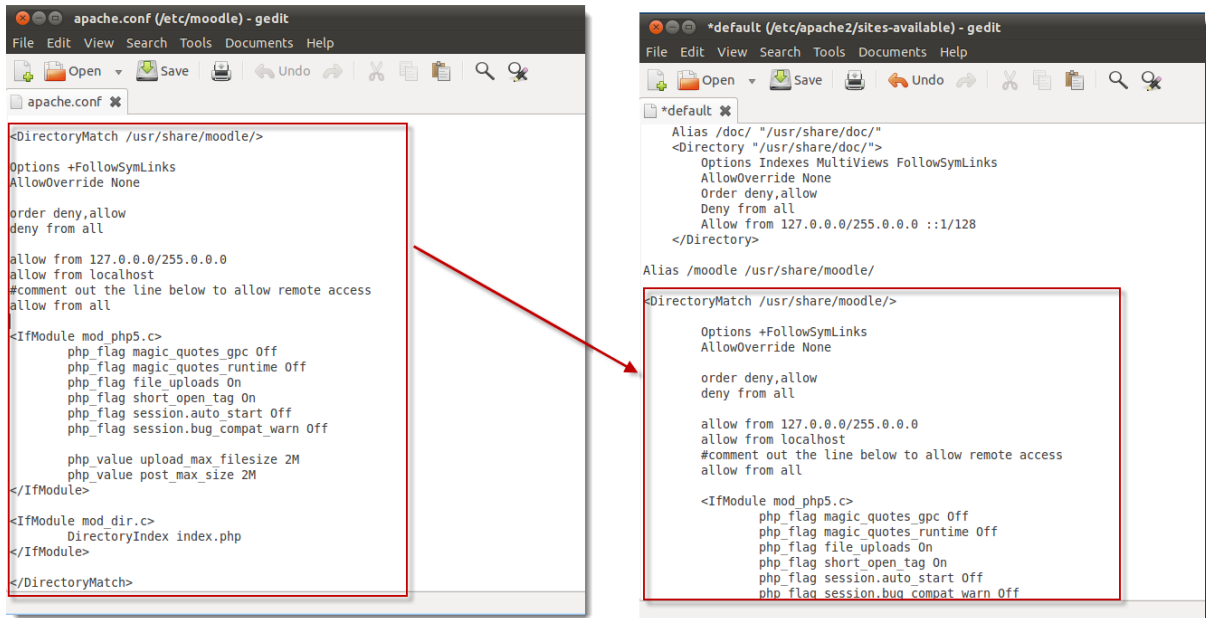 apache.conf (/etc/moodle) - gedit
File Edit View Search Tools Documents Help
Open Save Undo
apache.conf
<DirectoryMatch /usr/share/moodle/>
Options +FollowSymLinks
AllowOverride None
order deny,allow
deny from all
allow from 127.0.0.0/255.0.0.0
allow from localhost
#comment out the line below to allow remote access
allow from all
<IfModule mod_php5.c>
php_flag magic_quotes_gpc Off
php_flag magic_quotes_runtime Off
php_flag file_uploads On
php_flag short_open_tag On
php_flag session.auto_start Off
php_flag session.bug_compat_warn Off
php_value upload_max_filesize 2M
php_value post_max_size 2M
</IfModule>
<IfModule mod_dir.c>
DirectoryIndex index.php
</IfModule>
</DirectoryMatch>
*default (/etc/apache2/sites-available) - gedit
File Edit View Search Tools Documents Help
Open Save Undo
*default
Alias /doc/ "/usr/share/doc/"
<Directory "/usr/share/doc/">
Options Indexes MultiViews FollowSymLinks
AllowOverride None
Order deny,allow
Deny from all
Allow from 127.0.0.0/255.0.0.0 ::1/128
</Directory>
Alias /moodle /usr/share/moodle/
<DirectoryMatch /usr/share/moodle/>
Options +FollowSymLinks
AllowOverride None
order deny,allow
deny from all
allow from 127.0.0.0/255.0.0.0
allow from localhost
#comment out the line below to allow remote access
allow from all
<IfModule mod_php5.c>
php_flag magic_quotes_gpc Off
php_flag magic_quotes_runtime Off
php_flag file_uploads On
php_flag short_open_tag On
php_flag session.auto_start Off
php_flag session.bug_compat_warn Off